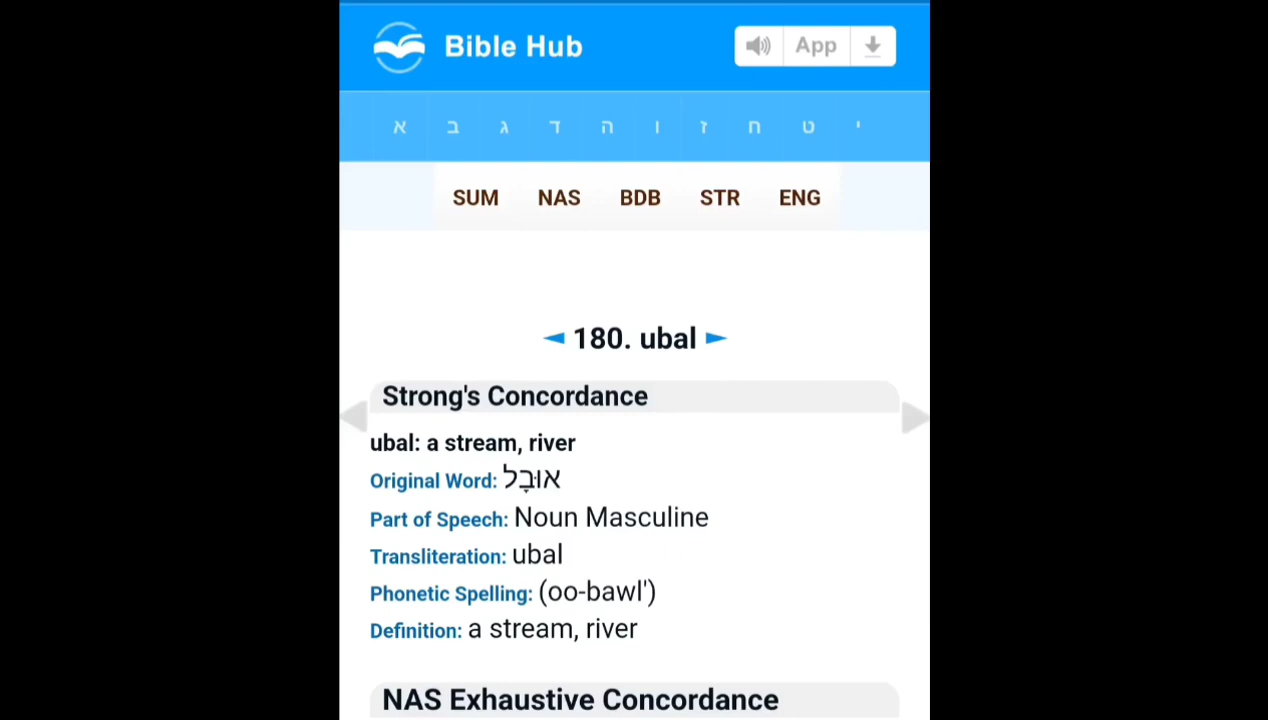 Bible Hub
App
א ב ג ד ה ו ז ח ט י
SUM NAS BDB STR ENG
180. ubal
Strong's Concordance
ubal: a stream, river
Original Word: אוּבָל
Part of Speech: Noun Masculine
Transliteration: ubal
Phonetic Spelling: (oo-bawl')
Definition: a stream, river
NAS Exhaustive Concordance